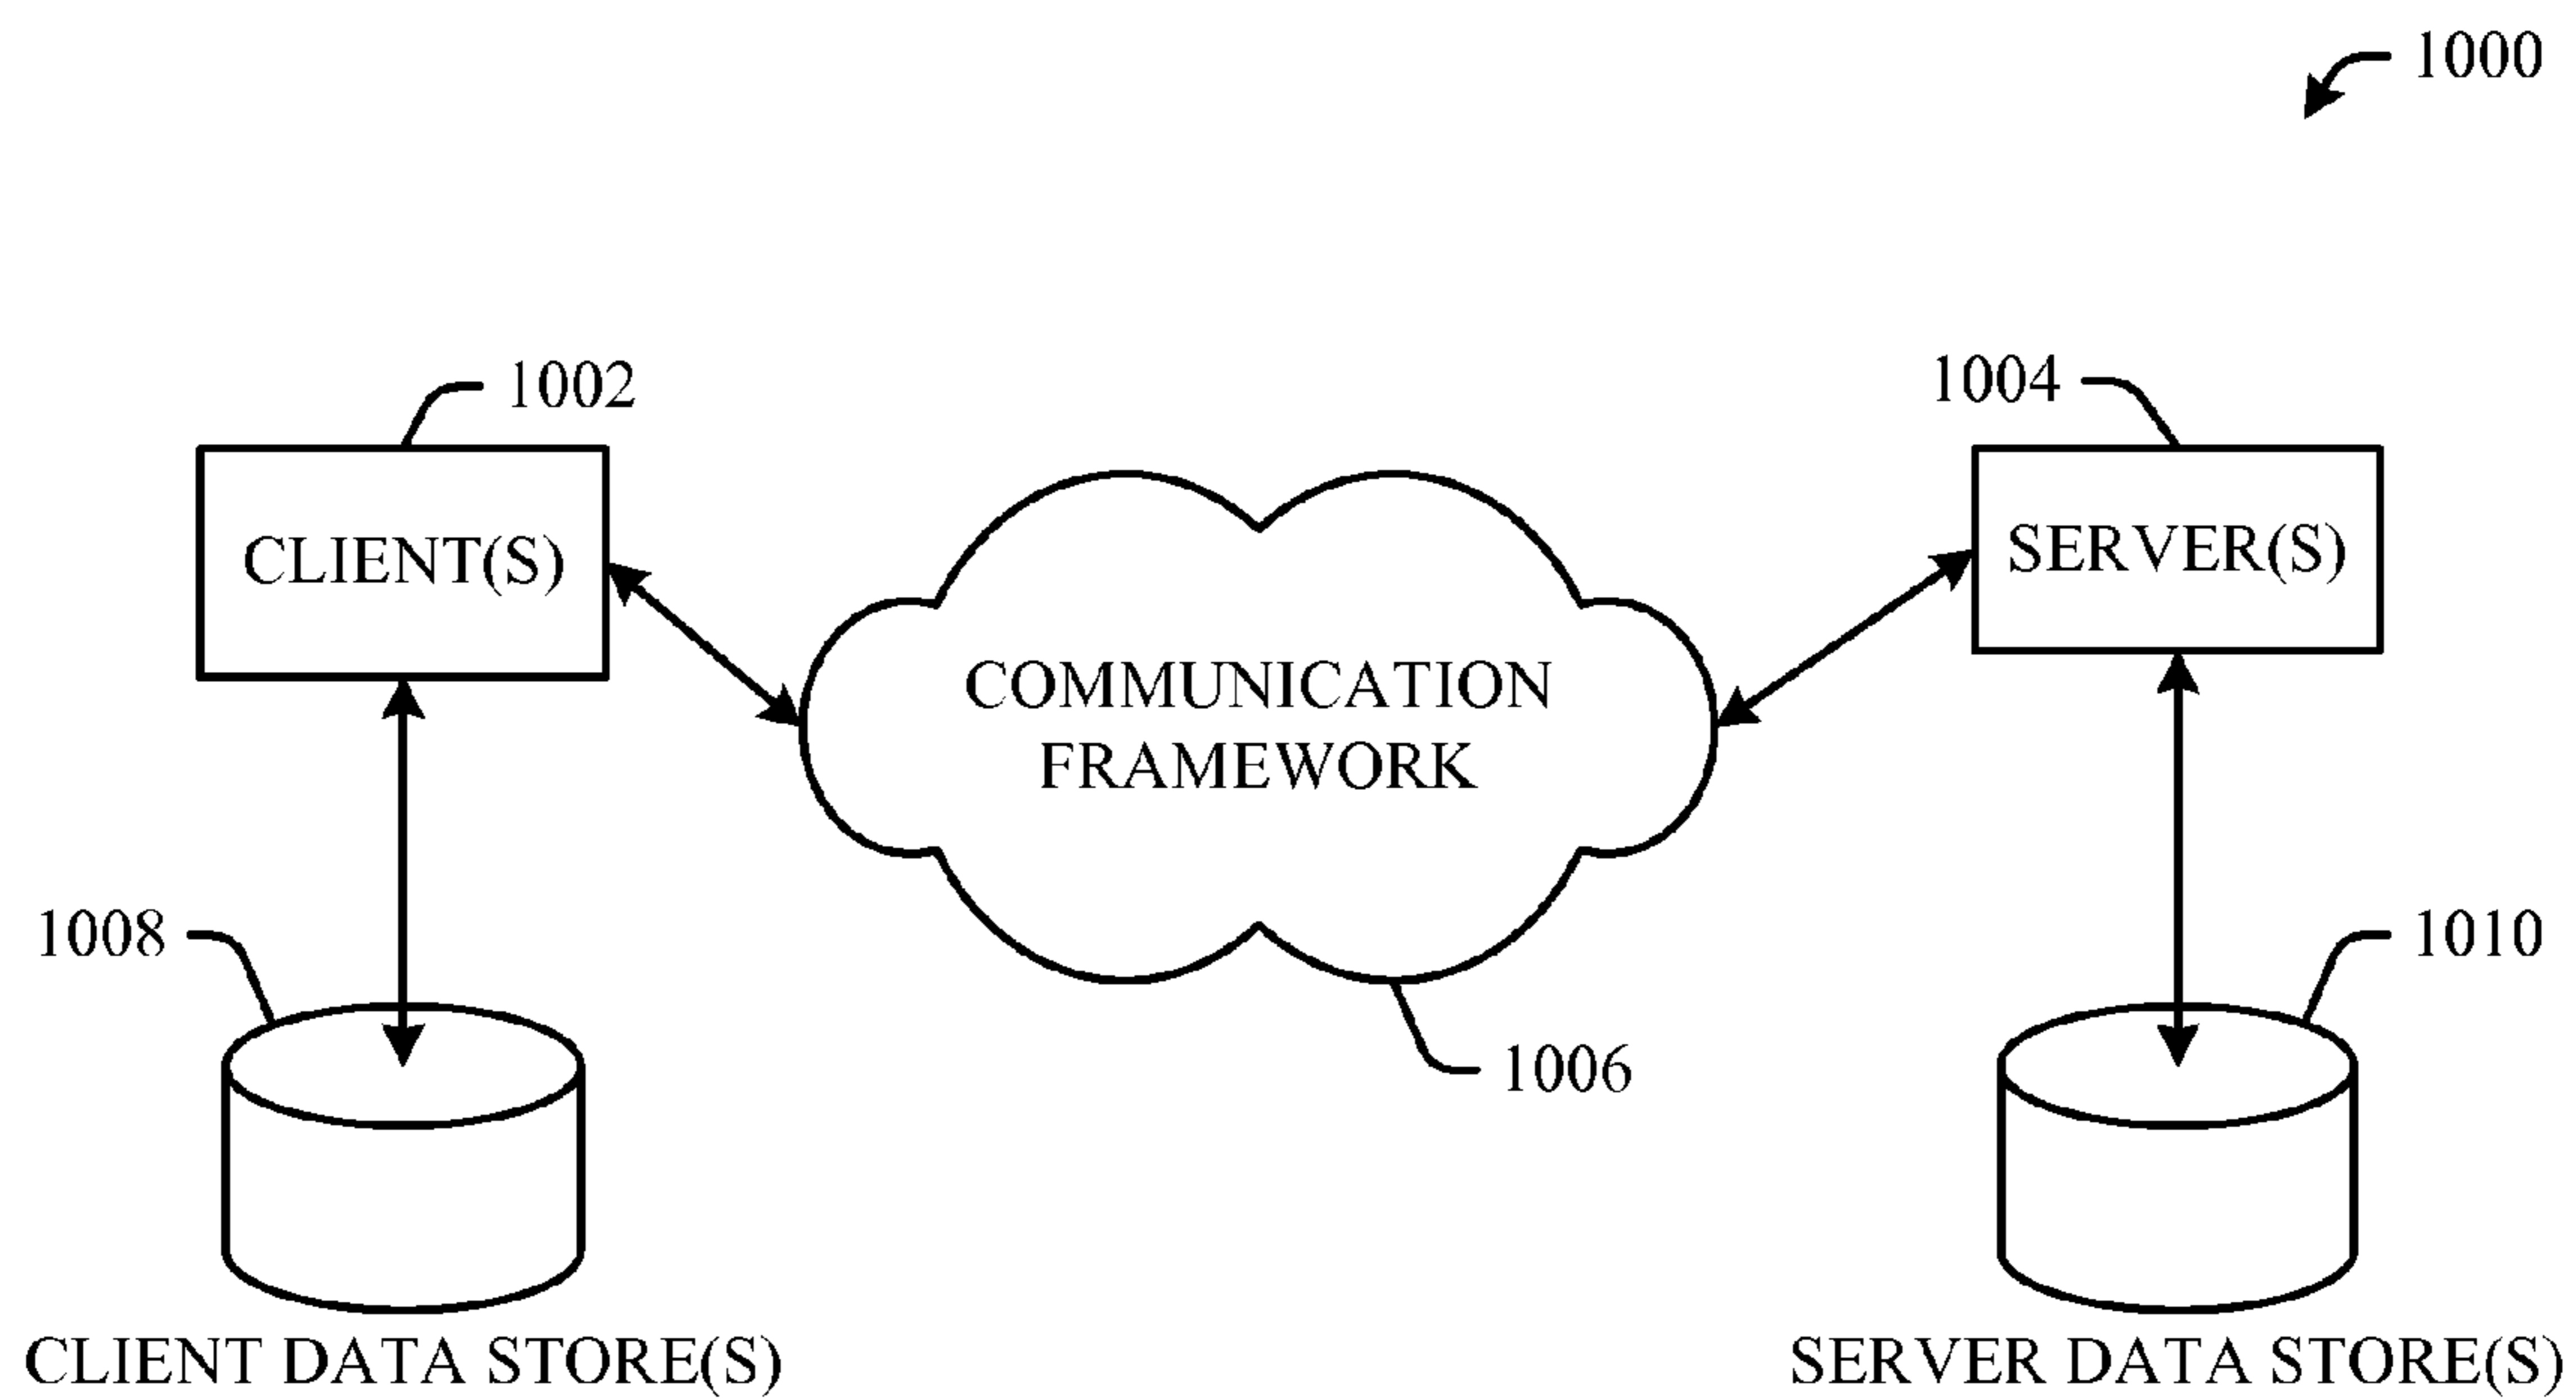 1000
1002
1004
CLIENT(S)
SERVER(S)
COMMUNICATION
FRAMEWORK
1008
1010
1006
CLIENT DATA STORE(S)
SERVER DATA STORE(S)